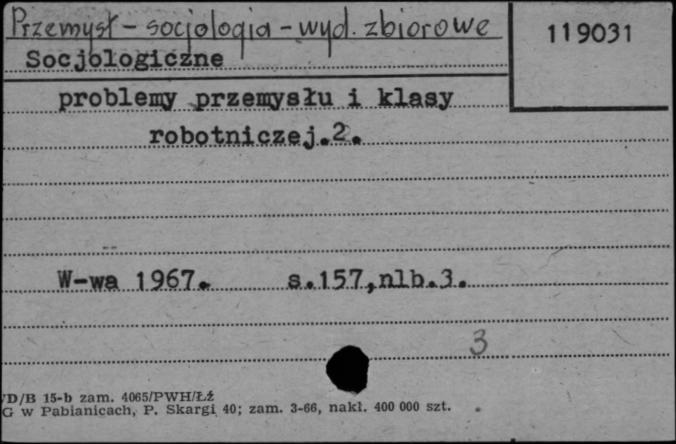 Przemysł - socjologia - wyd. zbiorowe
119031
Socjologiczne
problemy przemysłu i klasy
robotniczej.2.
W-wa 1967. s.157,nlb.3.
3
/D/B 15-b zam. 4065/PWH/Łź
G w Pabianicach, P. Skargi 40; zam. 3-66, nakł. 400 000 szt.